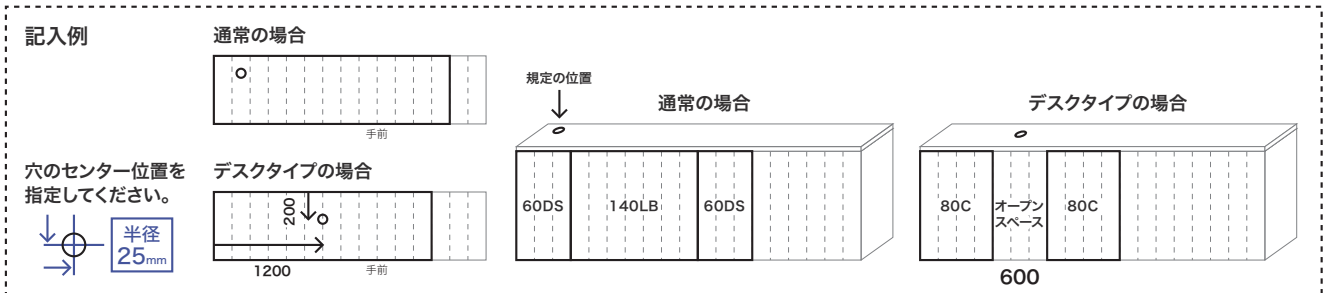 記入例
通常の場合
手前
穴のセンター位置を
指定してください。
半径
25mm
デスクタイプの場合
200
1200
手前
規定の位置
通常の場合
60DS
140LB
60DS
デスクタイプの場合
80C
オープン
スペース
80C
600